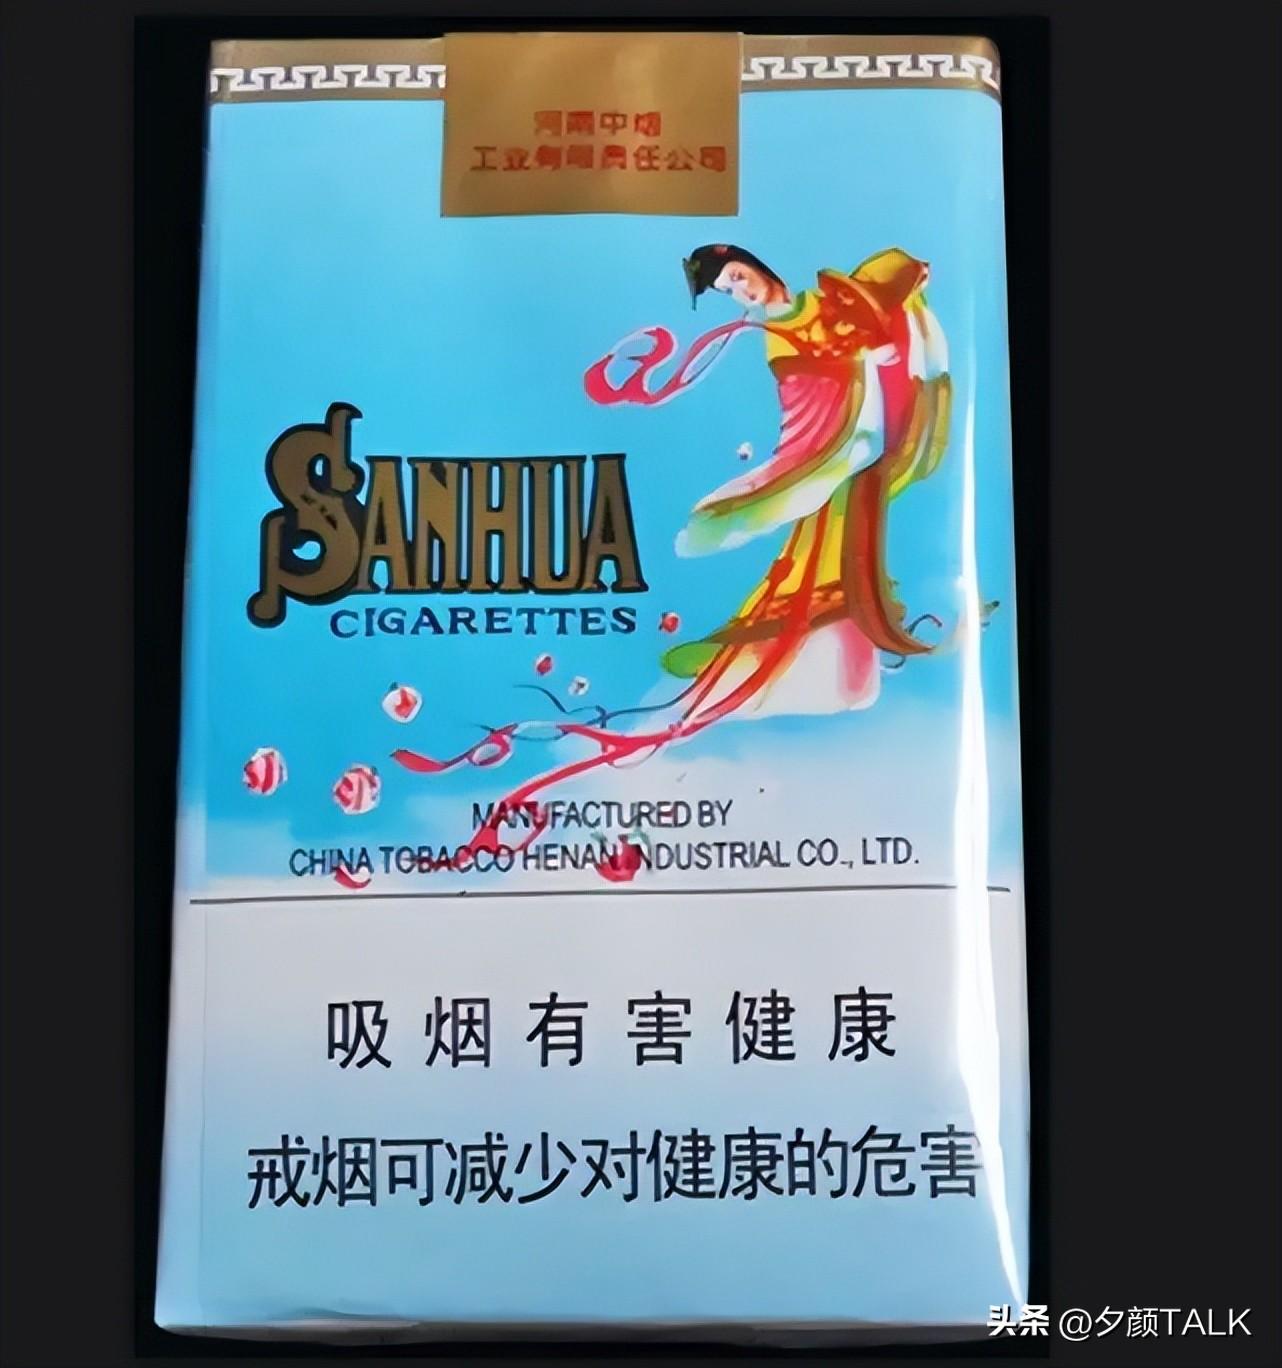 河南中烟
工业有限责任公司
SANHUA
CIGARETTES
MANUFACTURED BY
CHINA TOBACCO HENAN INDUSTRIAL CO., LTD.
吸烟有害健康
戒烟可减少对健康的危害
头条 @夕颜TALK